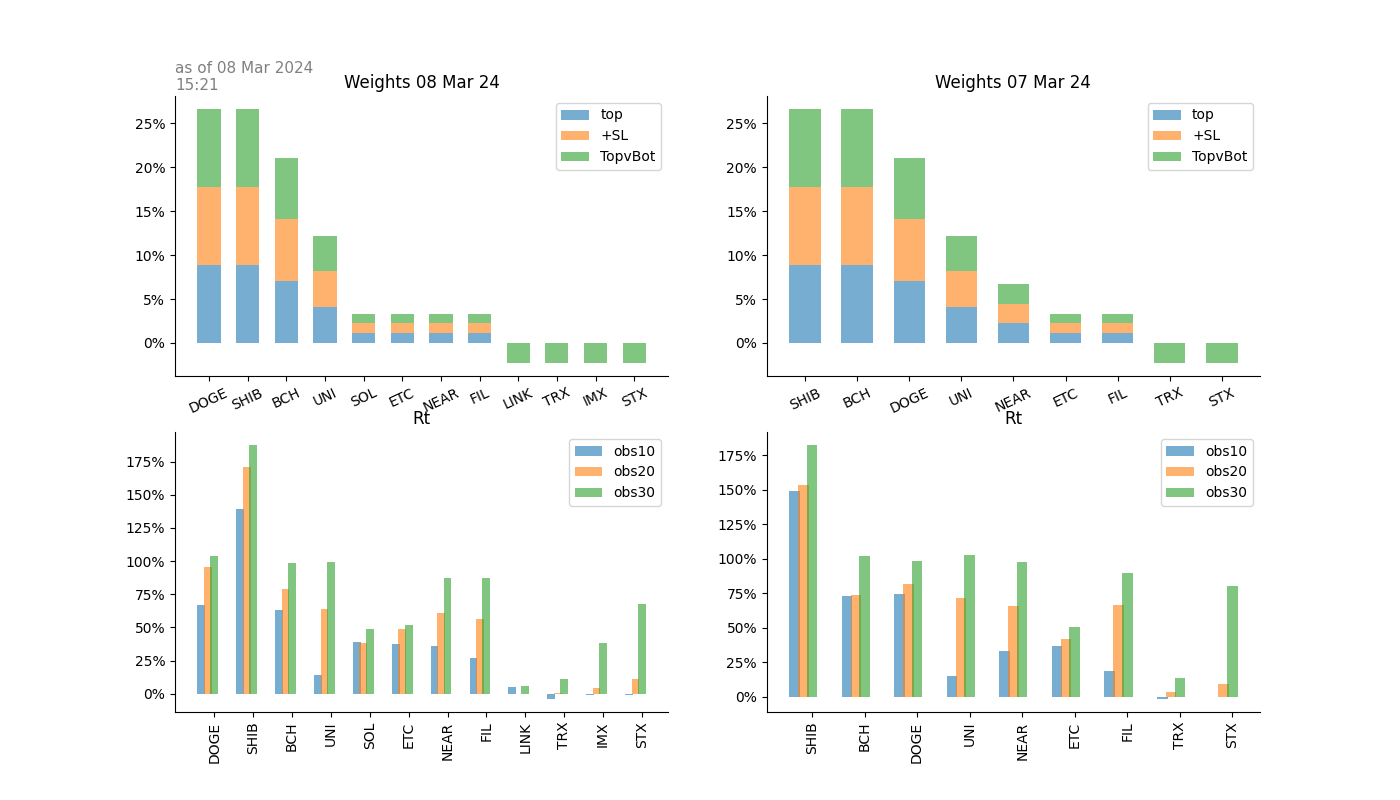 as of 08 Mar 2024
15:21
Weights 08 Mar 24
25%
20%
15%
10%
5%
0%
top
+SL
TopvBot
DOGE SHIB BCH UNI SOL ETC NEAR FIL LINK TRX IMX STX
Weights 07 Mar 24
25%
20%
15%
10%
5%
0%
top
+SL
TopvBot
SHIB BCH DOGE UNI NEAR ETC FIL TRX STX
Rt
175%
150%
125%
100%
75%
50%
25%
0%
obs10
obs20
obs30
DOGE SHIB BCH UNI SOL ETC NEAR FIL LINK TRX IMX STX
Rt
175%
150%
125%
100%
75%
50%
25%
0%
obs10
obs20
obs30
SHIB BCH DOGE UNI NEAR ETC FIL TRX STX